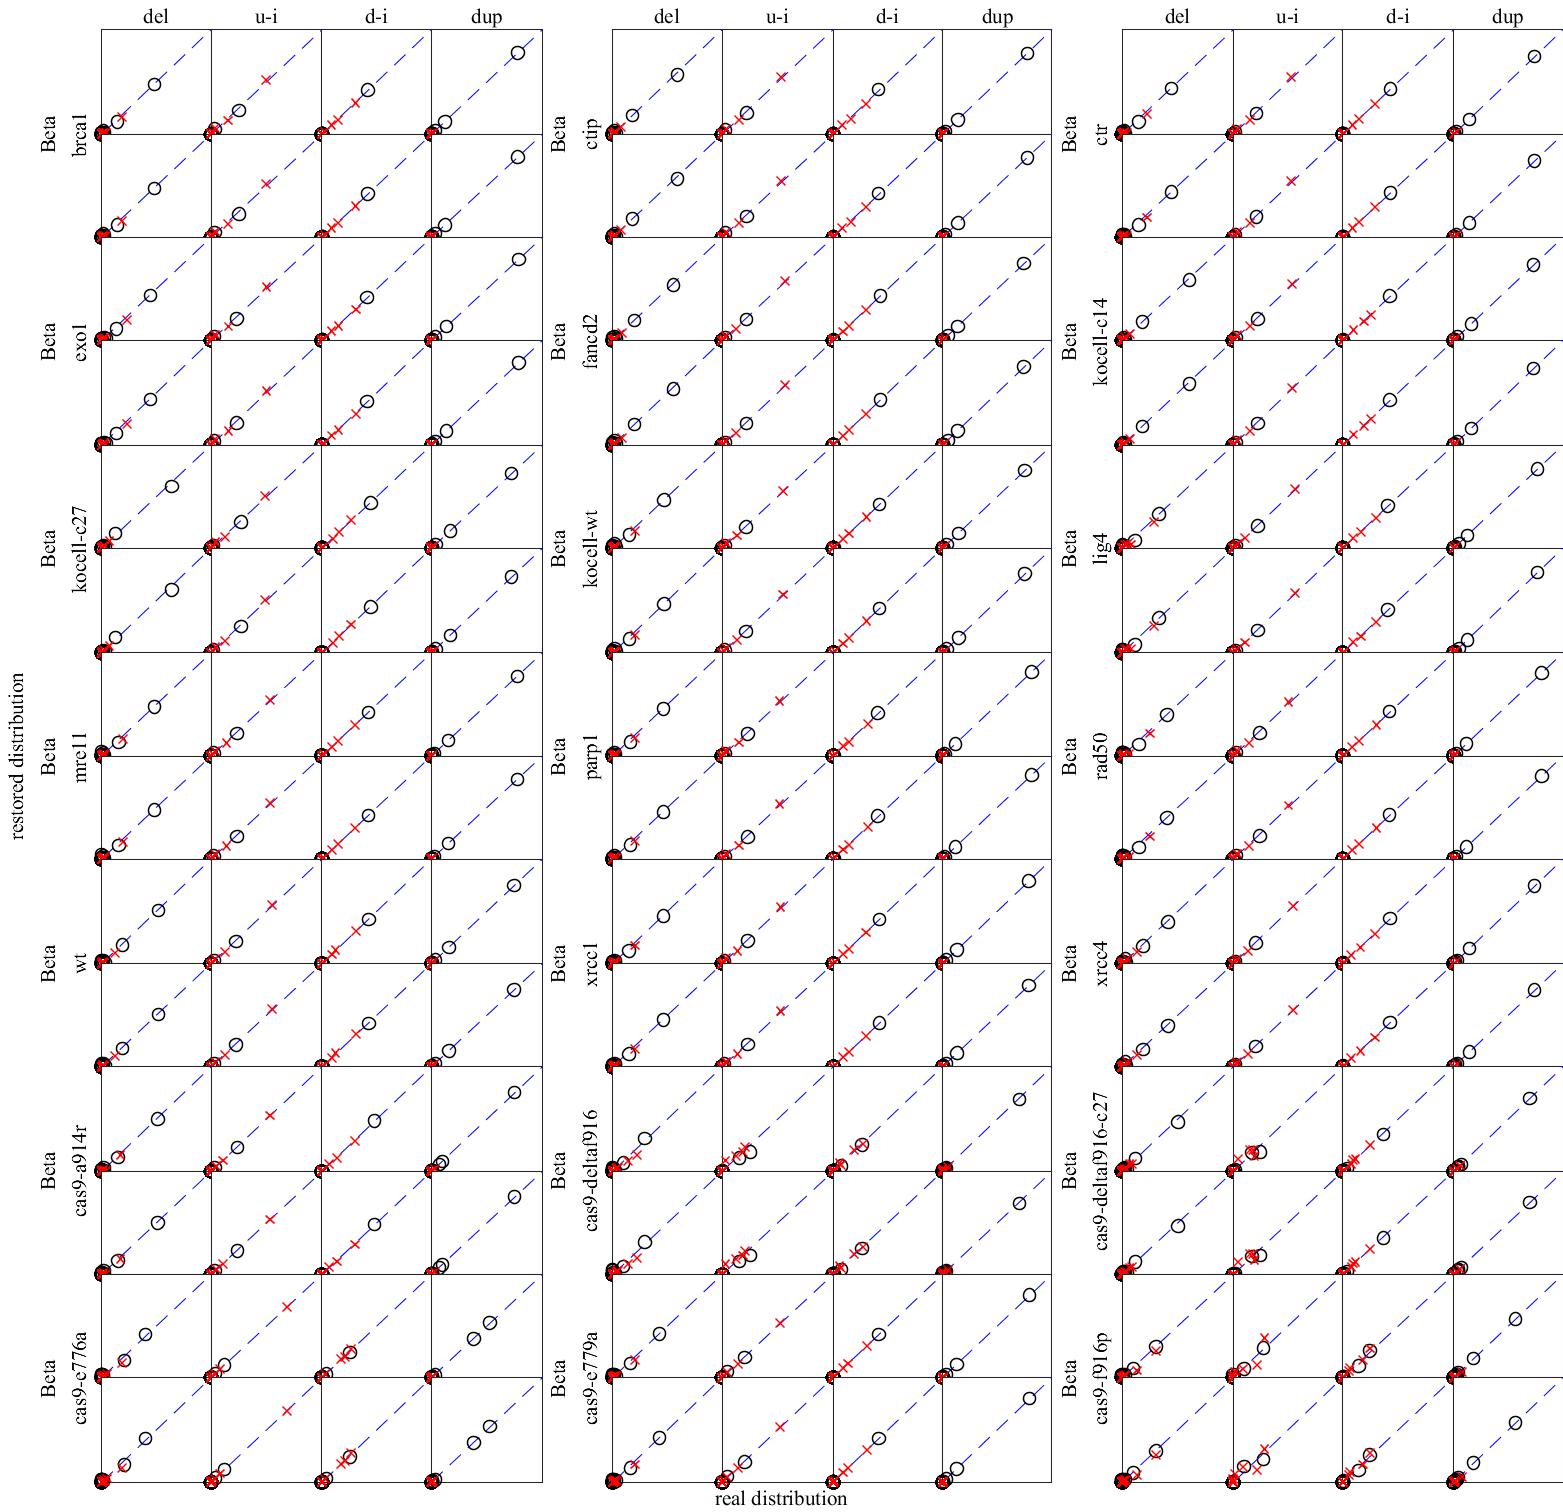 del u-i d-i dup del u-i d-i dup del u-i d-i dup
Beta brca1 Beta ctip Beta ctr
Beta exo1 Beta fancd2 Beta kocell-c14
Beta kocell-c27 Beta kocell-wt Beta lig4
restored distribution
Beta mre11 Beta parp1 Beta rad50
Beta wt Beta xrcc1 Beta xrcc4
Beta cas9-a914r Beta cas9-deltaf916 Beta cas9-deltaf916-c27
Beta cas9-e776a Beta cas9-e779a Beta cas9-f916p
real distribution